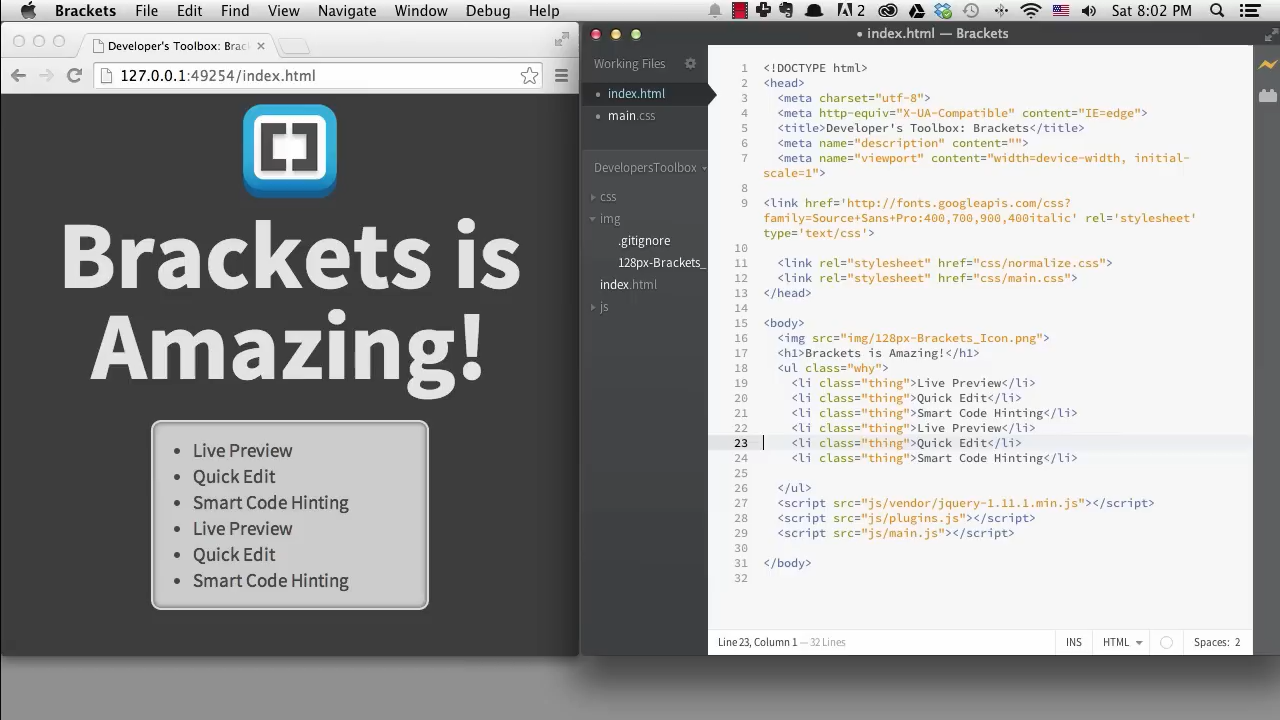 Brackets File Edit Find View Navigate Window Debug Help
2 Sat 8:02 PM
Developer's Toolbox: Brac
127.0.0.1:49254/index.html
Brackets is
Amazing!
Live Preview
Quick Edit
Smart Code Hinting
Live Preview
Quick Edit
Smart Code Hinting
index.html — Brackets
Working Files
index.html
main.css
DevelopersToolbox
css
img
.gitignore
128px-Brackets_
index.html
js
1 <!DOCTYPE html>
2 <head>
3 <meta charset="utf-8">
4 <meta http-equiv="X-UA-Compatible" content="IE=edge">
5 <title>Developer's Toolbox: Brackets</title>
6 <meta name="description" content="">
7 <meta name="viewport" content="width=device-width, initial-
scale=1">
8
9 <link href='http://fonts.googleapis.com/css?
family=Source+Sans+Pro:400,700,900,400italic' rel='stylesheet'
type='text/css'>
10
11 <link rel="stylesheet" href="css/normalize.css">
12 <link rel="stylesheet" href="css/main.css">
13 </head>
14
15 <body>
16 <img src="img/128px-Brackets_Icon.png">
17 <h1>Brackets is Amazing!</h1>
18 <ul class="why">
19 <li class="thing">Live Preview</li>
20 <li class="thing">Quick Edit</li>
21 <li class="thing">Smart Code Hinting</li>
22 <li class="thing">Live Preview</li>
23 <li class="thing">Quick Edit</li>
24 <li class="thing">Smart Code Hinting</li>
25
26 </ul>
27 <script src="js/vendor/jquery-1.11.1.min.js"></script>
28 <script src="js/plugins.js"></script>
29 <script src="js/main.js"></script>
30
31 </body>
32
Line 23, Column 1 — 32 Lines
INS HTML Spaces: 2